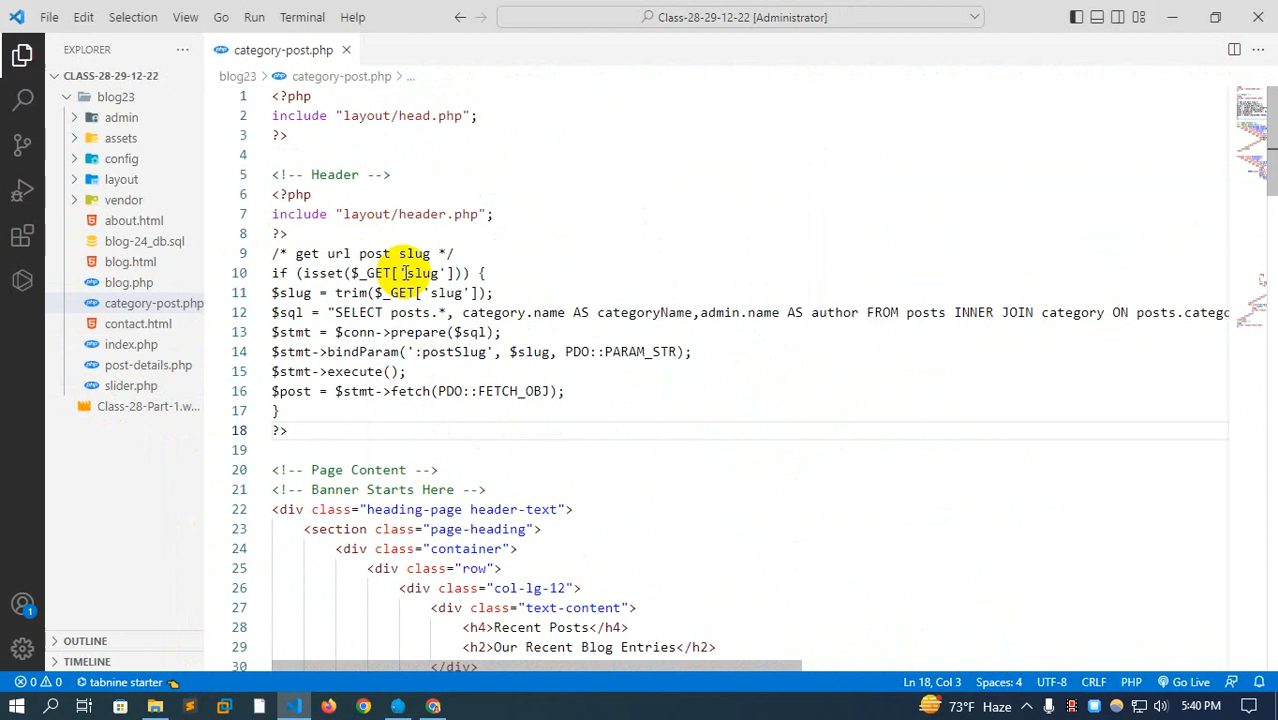 File Edit Selection View Go Run Terminal Help
Class-28-29-12-22 [Administrator]
EXPLORER
category-post.php
CLASS-28-29-12-22
blog23
admin
assets
config
layout
vendor
about.html
blog-24_db.sql
blog.html
blog.php
category-post.php
contact.html
index.php
post-details.php
slider.php
Class-28-Part-1.w...
OUTLINE
TIMELINE
blog23 > category-post.php > ...
1 <?php
2 include "layout/head.php";
3 ?>
4
5 <!-- Header -->
6 <?php
7 include "layout/header.php";
8 ?>
9 /* get url post slug */
10 if (isset($_GET['slug'])) {
11 $slug = trim($_GET['slug']);
12 $sql = "SELECT posts.*, category.name AS categoryName,admin.name AS author FROM posts INNER JOIN category ON posts.catego
13 $stmt = $conn->prepare($sql);
14 $stmt->bindParam(':postSlug', $slug, PDO::PARAM_STR);
15 $stmt->execute();
16 $post = $stmt->fetch(PDO::FETCH_OBJ);
17 }
18 ?>
19
20 <!-- Page Content -->
21 <!-- Banner Starts Here -->
22 <div class="heading-page header-text">
23 <section class="page-heading">
24 <div class="container">
25 <div class="row">
26 <div class="col-lg-12">
27 <div class="text-content">
28 <h4>Recent Posts</h4>
29 <h2>Our Recent Blog Entries</h2>
30 </div>
1
0 0 tabnine starter
Ln 18, Col 3 Spaces: 4 UTF-8 CRLF PHP Go Live
73°F Haze 5:40 PM